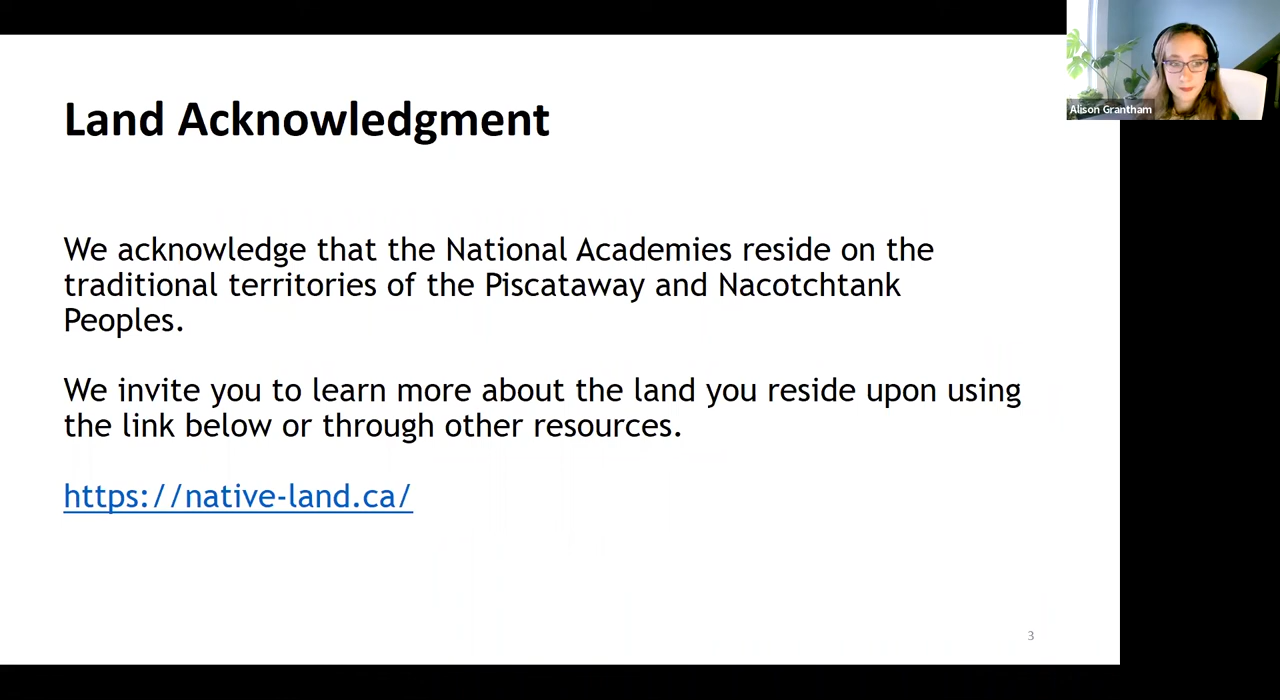 Alison Grantham
Land Acknowledgment
We acknowledge that the National Academies reside on the
traditional territories of the Piscataway and Nacotchtank
Peoples.
We invite you to learn more about the land you reside upon using
the link below or through other resources.
https://native-land.ca/
3